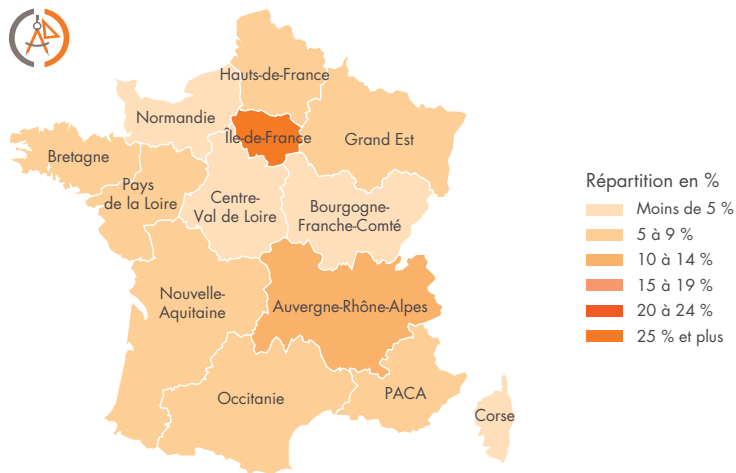 Hauts-de-France
Normandie
Île-de-France
Grand Est
Bretagne
Pays
de la Loire
Centre-
Val de Loire
Bourgogne-
Franche-Comté
Nouvelle-
Aquitaine
Auvergne-Rhône-Alpes
Occitanie
PACA
Corse
Répartition en %
Moins de 5 %
5 à 9 %
10 à 14 %
15 à 19 %
20 à 24 %
25 % et plus